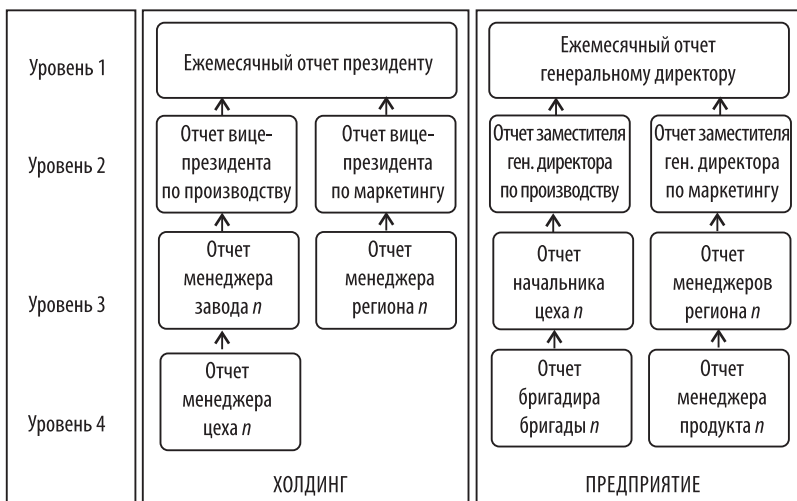 Уровень 1
Уровень 2
Уровень 3
Уровень 4
Ежемесячный отчет президенту
Отчет вице-
президента
по производству
Отчет вице-
президента
по маркетингу
Отчет
менеджера
завода n
Отчет
менеджера
региона n
Отчет
менеджера
цеха n
ХОЛДИНГ
Ежемесячный отчет
генеральному директору
Отчет заместителя
ген. директора
по производству
Отчет заместителя
ген. директора
по маркетингу
Отчет
начальника
цеха n
Отчет
менеджеров
региона n
Отчет
бригадира
бригады n
Отчет
менеджера
продукта n
ПРЕДПРИЯТИЕ